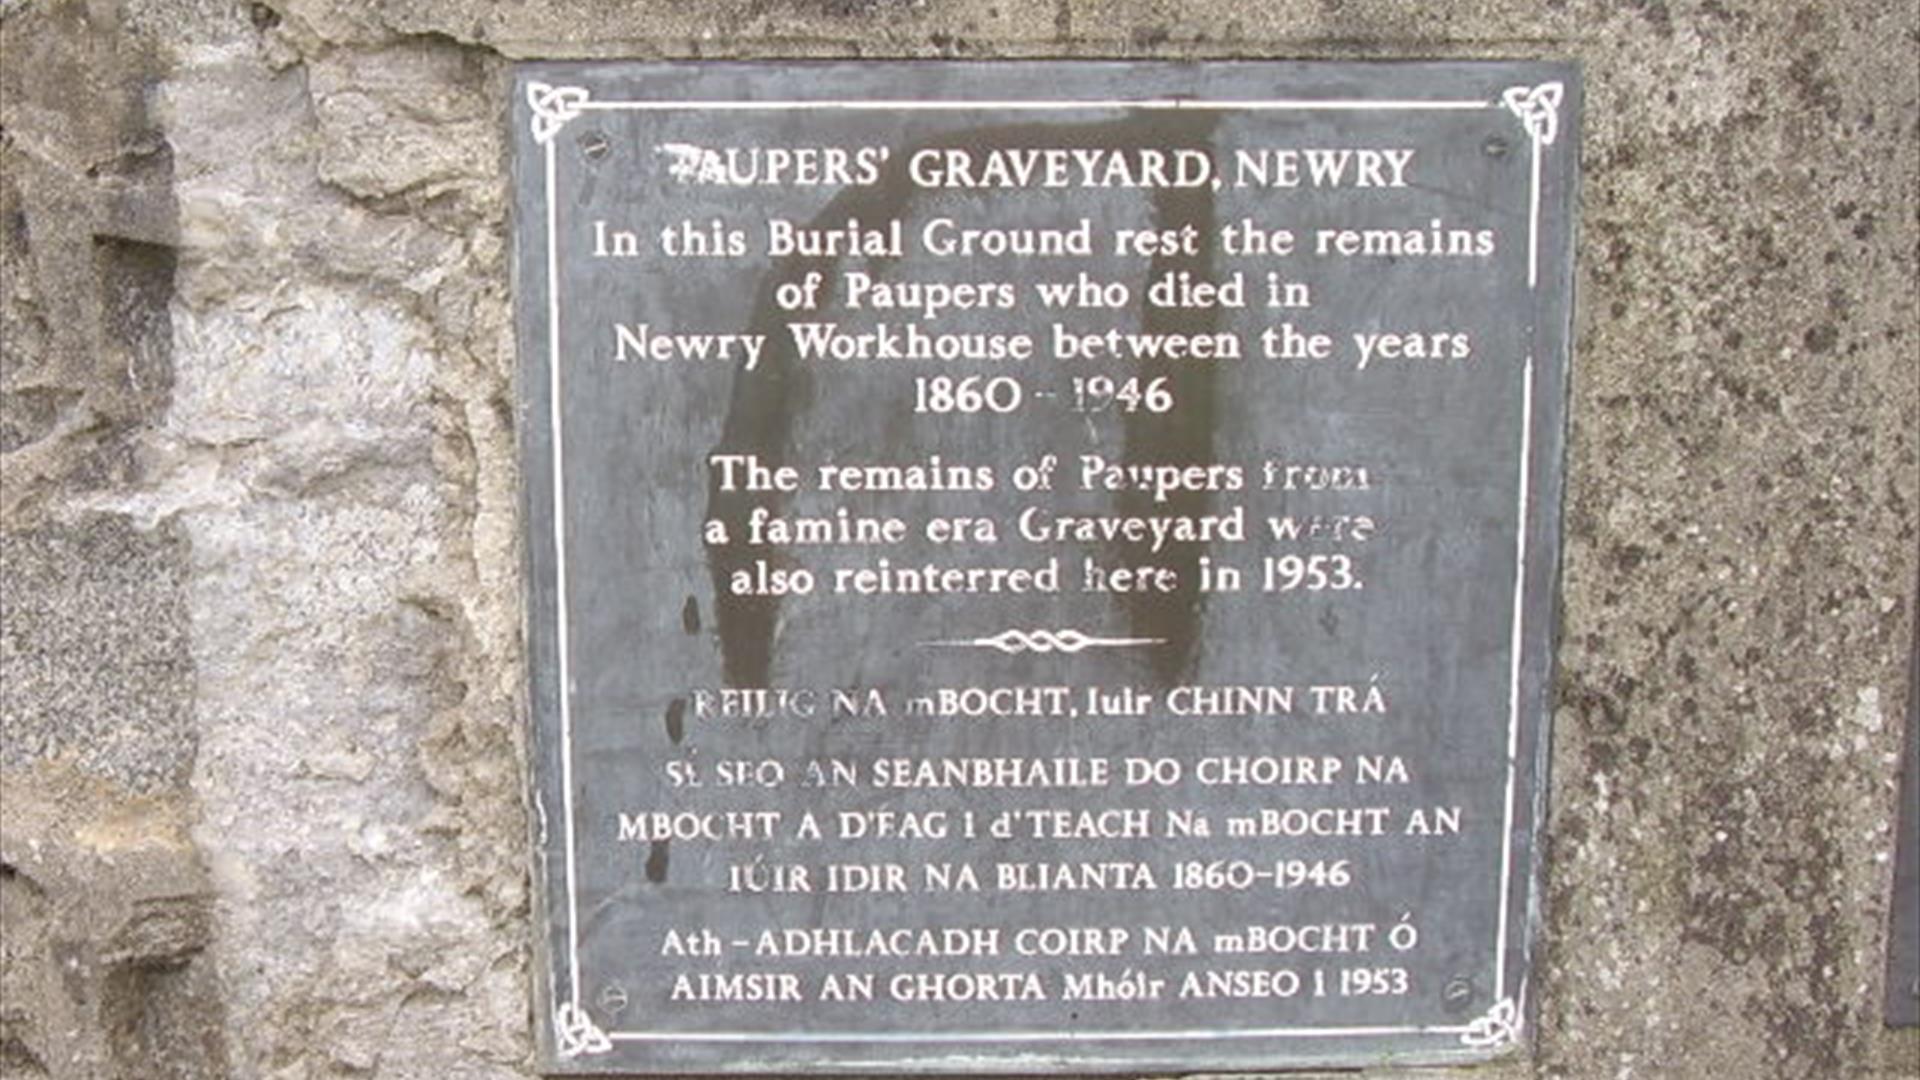 PAUPERS' GRAVEYARD, NEWRY
In this Burial Ground rest the remains
of Paupers who died in
Newry Workhouse between the years
1860 - 1946
The remains of Paupers from
a famine era Graveyard were
also reinterred here in 1953.
REILIG NA mBOCHT, Iuir CHINN TRÁ
SÉ SEO AN SEANBHAILE DO CHOIRP NA
MBOCHT A D'ÉAG I d'TEACH Na mBOCHT AN
IÚIR IDIR NA BLIANTA 1860-1946
Ath-ADHLACADH COIRP NA mBOCHT Ó
AIMSIR AN GHORTA Mhóir ANSEO I 1953